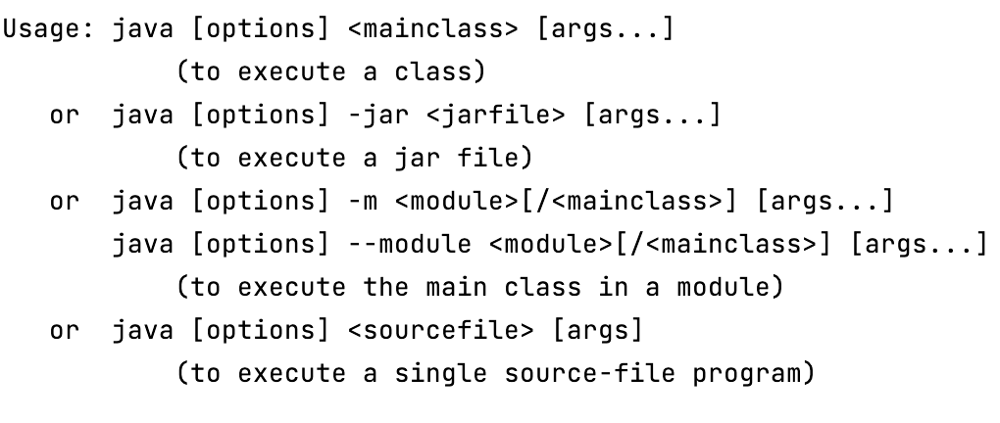 Usage: java [options] <mainclass> [args...]
           (to execute a class)
   or  java [options] -jar <jarfile> [args...]
           (to execute a jar file)
   or  java [options] -m <module>[/<mainclass>] [args...]
       java [options] --module <module>[/<mainclass>] [args...]
           (to execute the main class in a module)
   or  java [options] <sourcefile> [args]
           (to execute a single source-file program)